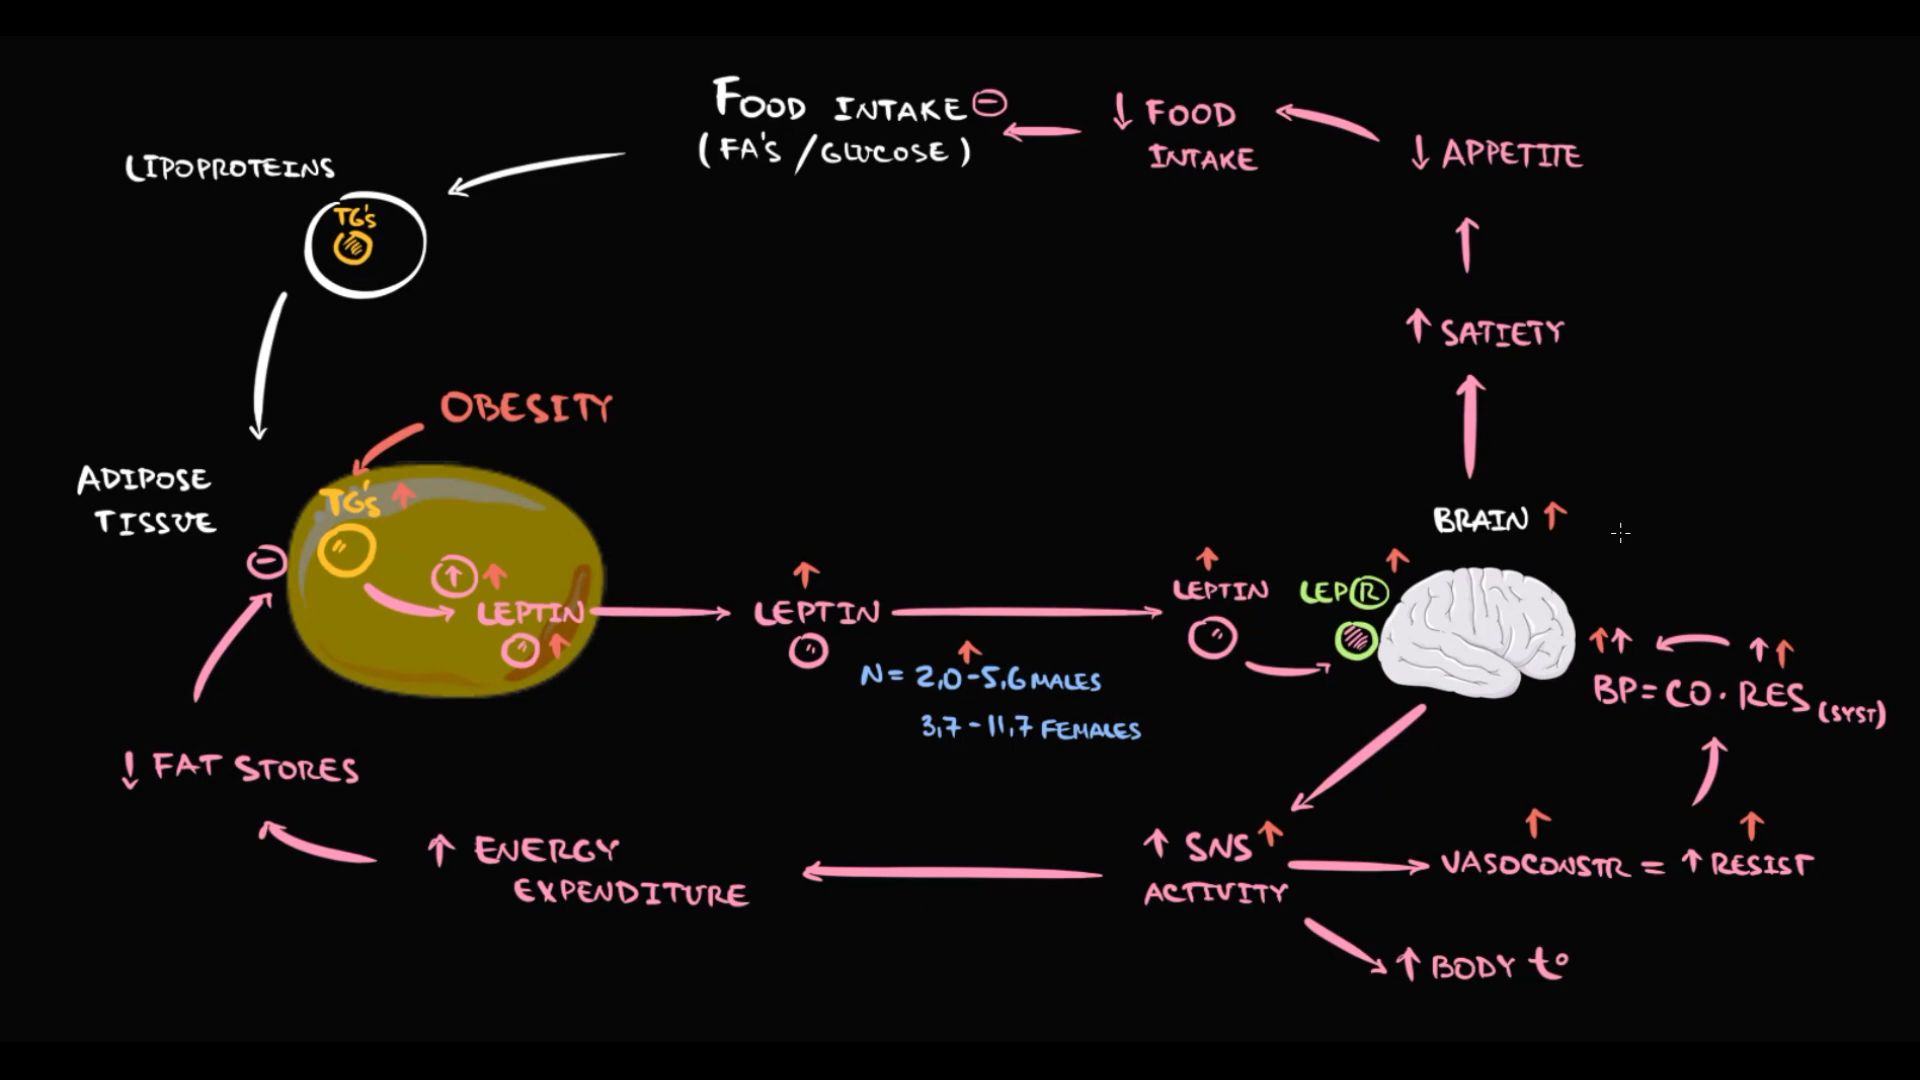 FOOD INTAKE ⊖
(FA'S / GLUCOSE)
↓ FOOD
INTAKE
↓ APPETITE
↑ SATIETY
LIPOPROTEINS
TG's
OBESITY
ADIPOSE
TISSUE
TG's ↑
⊖
↑ ↑
LEPTIN
↑
↑
LEPTIN
↑
N = 2,0-5,6 MALES
3,7-11,7 FEMALES
↑
LEPTIN
↑
LEP R
BRAIN ↑
↑↑ ↑↑
BP = CO · RES (SYST)
↓ FAT STORES
↑ ENERGY
EXPENDITURE
↑ SNS ↑
ACTIVITY
↑ ↑
VASOCONSTR = ↑ RESIST
↑ BODY t°